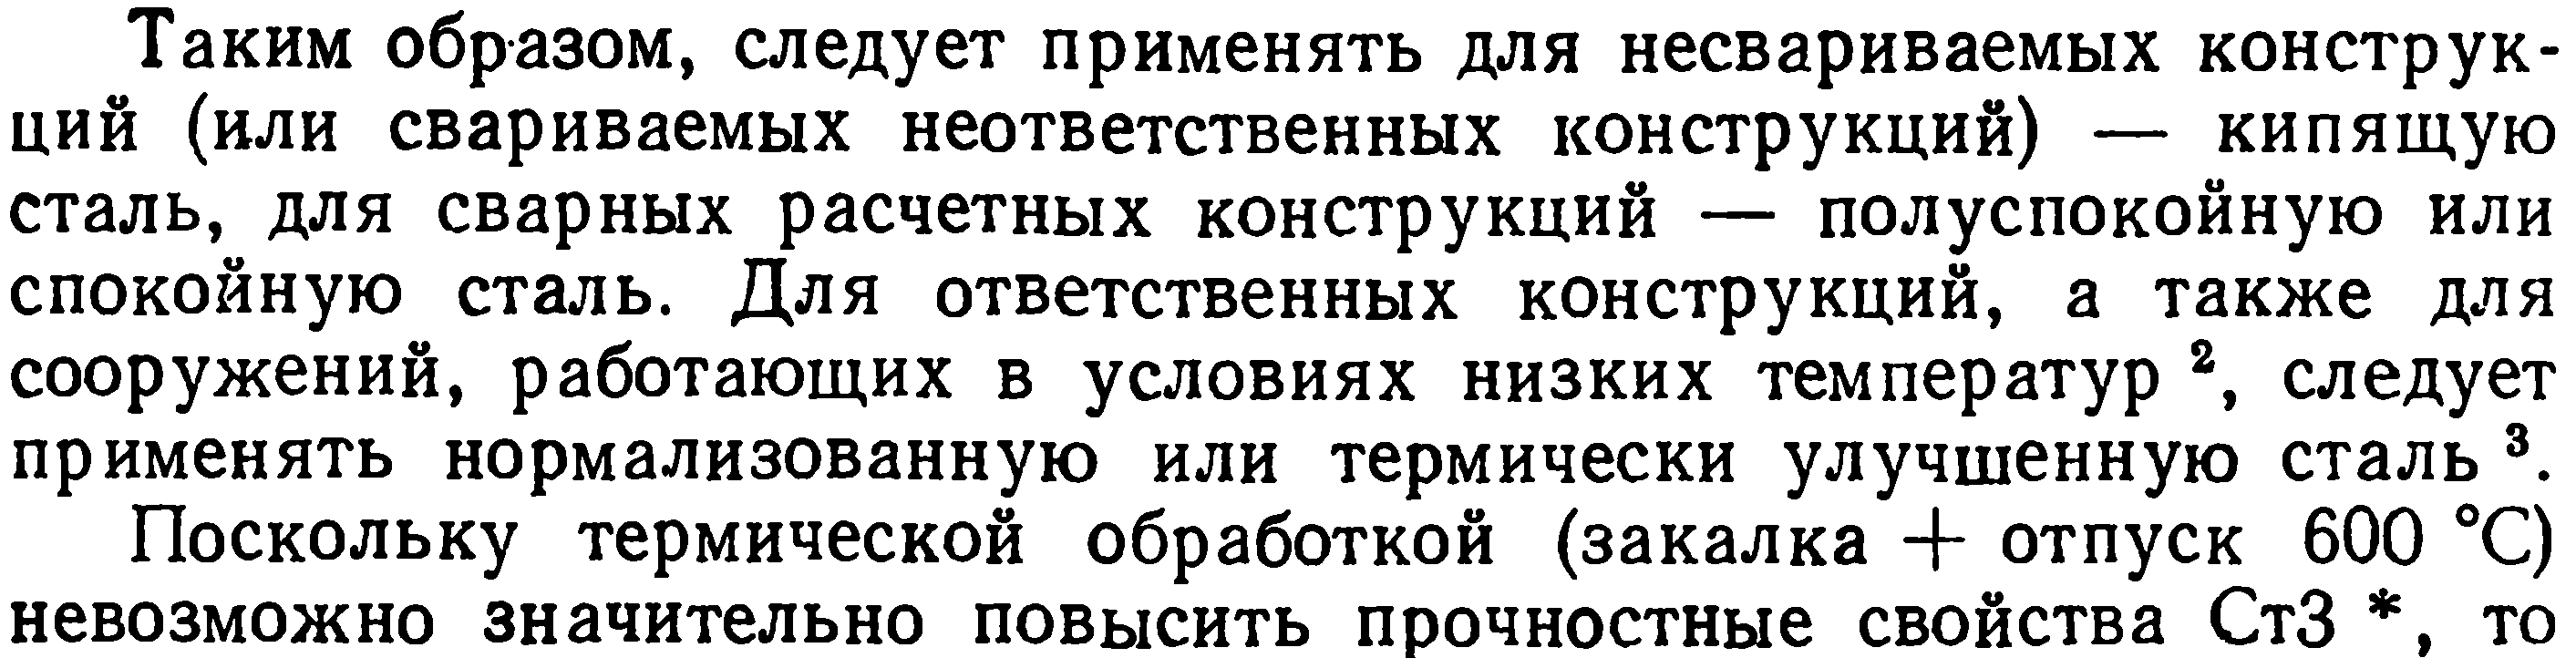 Таким образом, следует применять для несвариваемых конструк-
ций (или свариваемых неответственных конструкций) — кипящую
сталь, для сварных расчетных конструкций — полуспокойную или
спокойную сталь. Для ответственных конструкций, а также для
сооружений, работающих в условиях низких температур ², следует
применять нормализованную или термически улучшенную сталь ³.
Поскольку термической обработкой (закалка + отпуск 600 °С)
невозможно значительно повысить прочностные свойства Ст3 *, то